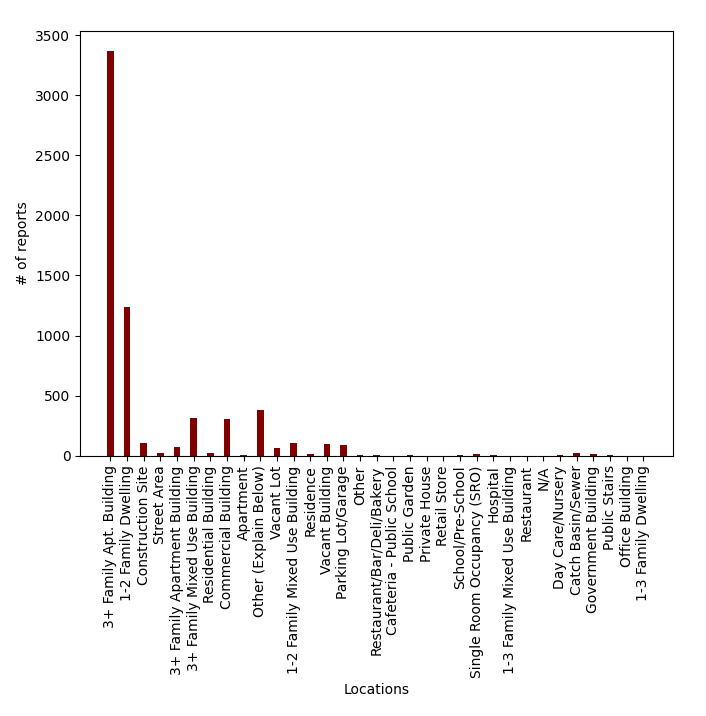 3500
3000
2500
2000
1500
1000
500
0
# of reports
3+ Family Apt. Building
1-2 Family Dwelling
Construction Site
Street Area
3+ Family Apartment Building
3+ Family Mixed Use Building
Residential Building
Commercial Building
Apartment
Other (Explain Below)
Vacant Lot
1-2 Family Mixed Use Building
Residence
Vacant Building
Parking Lot/Garage
Other
Restaurant/Bar/Deli/Bakery
Cafeteria - Public School
Public Garden
Private House
Retail Store
School/Pre-School
Single Room Occupancy (SRO)
Hospital
1-3 Family Mixed Use Building
Restaurant
N/A
Day Care/Nursery
Catch Basin/Sewer
Government Building
Public Stairs
Office Building
1-3 Family Dwelling
Locations